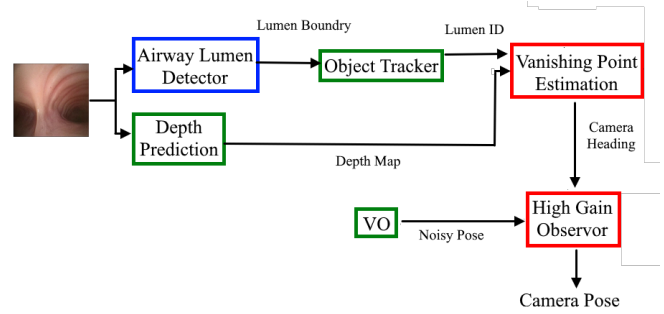 Lumen Boundry
Lumen ID
Airway Lumen
Detector
Object Tracker
Vanishing Point
Estimation
Depth
Prediction
Depth Map
Camera
Heading
VO
Noisy Pose
High Gain
Observor
Camera Pose